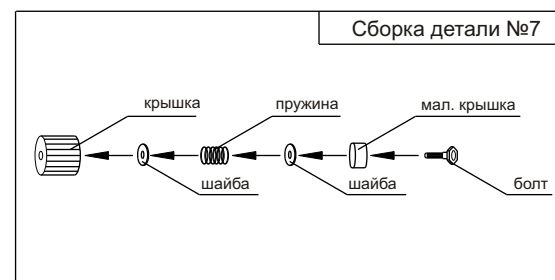 Сборка детали №7
крышка
пружина
мал. крышка
шайба
шайба
болт